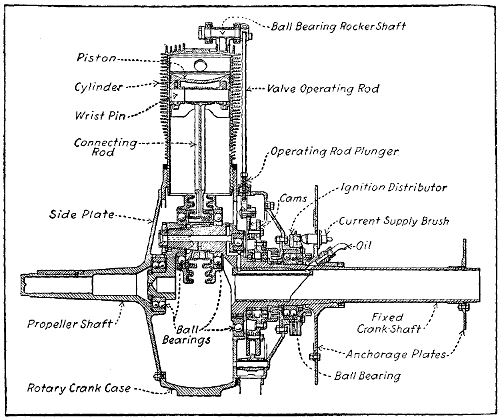 Ball Bearing Rocker Shaft
Piston
Cylinder
Wrist Pin
Valve Operating Rod
Connecting
Rod
Operating Rod Plunger
Cams
Ignition Distributor
Side Plate
Current Supply Brush
Oil
Propeller Shaft
Ball
Bearings
Fixed
Crank Shaft
Anchorage Plates
Ball Bearing
Rotary Crank Case